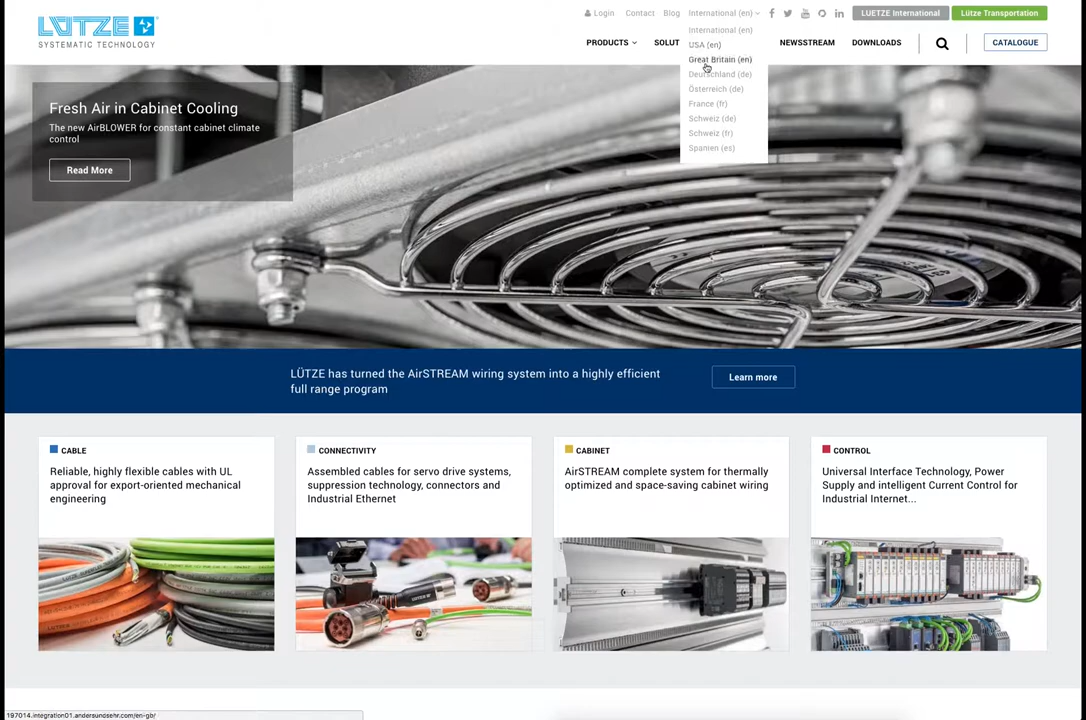 LÜTZE
SYSTEMATIC TECHNOLOGY
Login Contact Blog International (en)
LUETZE International
Lütze Transportation
PRODUCTS
SOLUT
NEWSSTREAM
DOWNLOADS
CATALOGUE
International (en)
USA (en)
Great Britain (en)
Deutschland (de)
Österreich (de)
France (fr)
Schweiz (de)
Schweiz (fr)
Spanien (es)
Fresh Air in Cabinet Cooling
The new AirBLOWER for constant cabinet climate
control
Read More
LÜTZE has turned the AirSTREAM wiring system into a highly efficient
full range program
Learn more
CABLE
Reliable, highly flexible cables with UL
approval for export-oriented mechanical
engineering
CONNECTIVITY
Assembled cables for servo drive systems,
suppression technology, connectors and
Industrial Ethernet
CABINET
AirSTREAM complete system for thermally
optimized and space-saving cabinet wiring
CONTROL
Universal Interface Technology, Power
Supply and intelligent Current Control for
Industrial Internet...
197014.integration01.andersundsehr.com/en-gb/